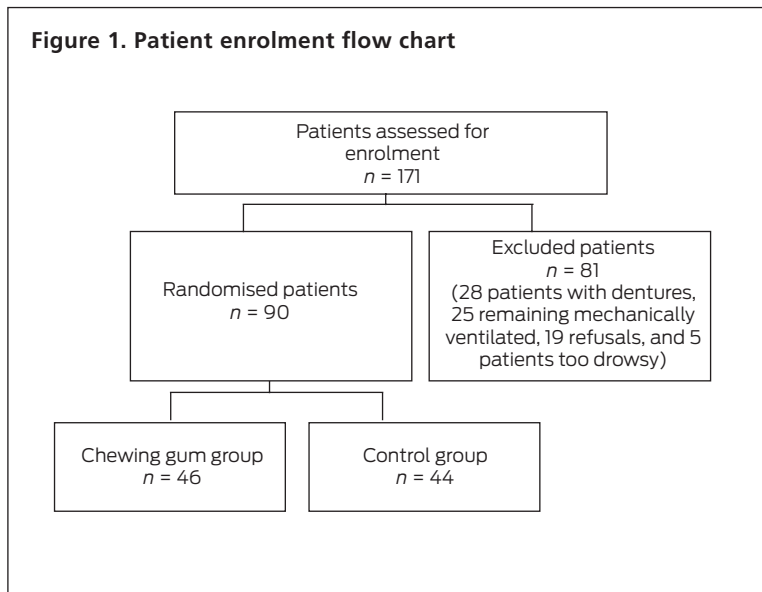 Figure 1. Patient enrolment flow chart
Patients assessed for
enrolment
n = 171
Randomised patients
n = 90
Excluded patients
n = 81
(28 patients with dentures,
25 remaining mechanically
ventilated, 19 refusals, and 5
patients too drowsy)
Chewing gum group
n = 46
Control group
n = 44